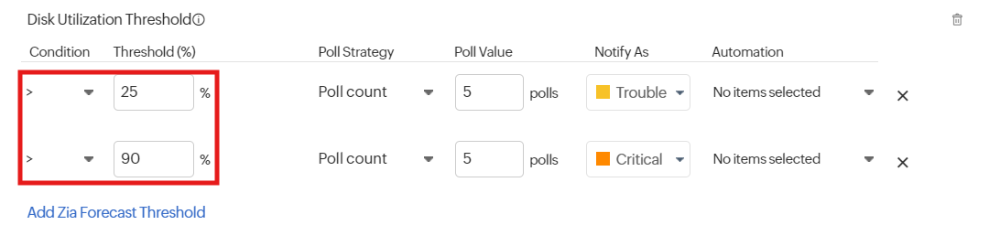 Disk Utilization Threshold
Condition Threshold (%) Poll Strategy Poll Value Notify As Automation
> 25 % Poll count 5 polls Trouble No items selected
> 90 % Poll count 5 polls Critical No items selected
Add Zia Forecast Threshold